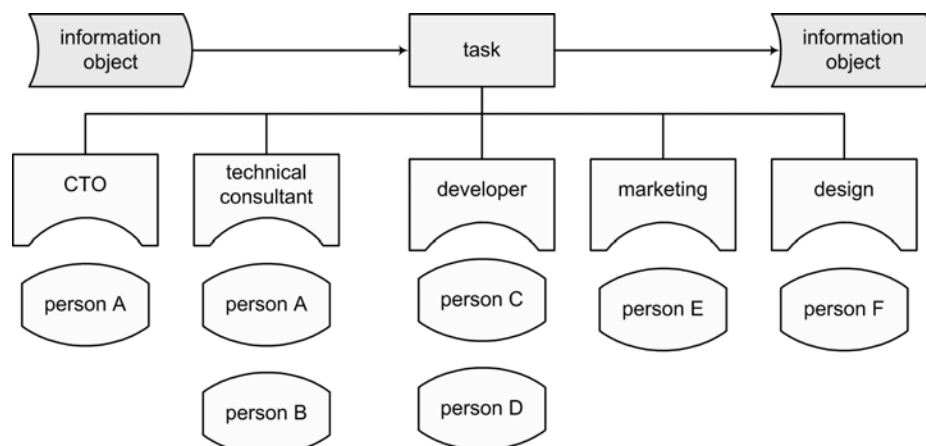 information
object
task
information
object
CTO
technical
consultant
developer
marketing
design
person A
person A
person C
person E
person F
person B
person D